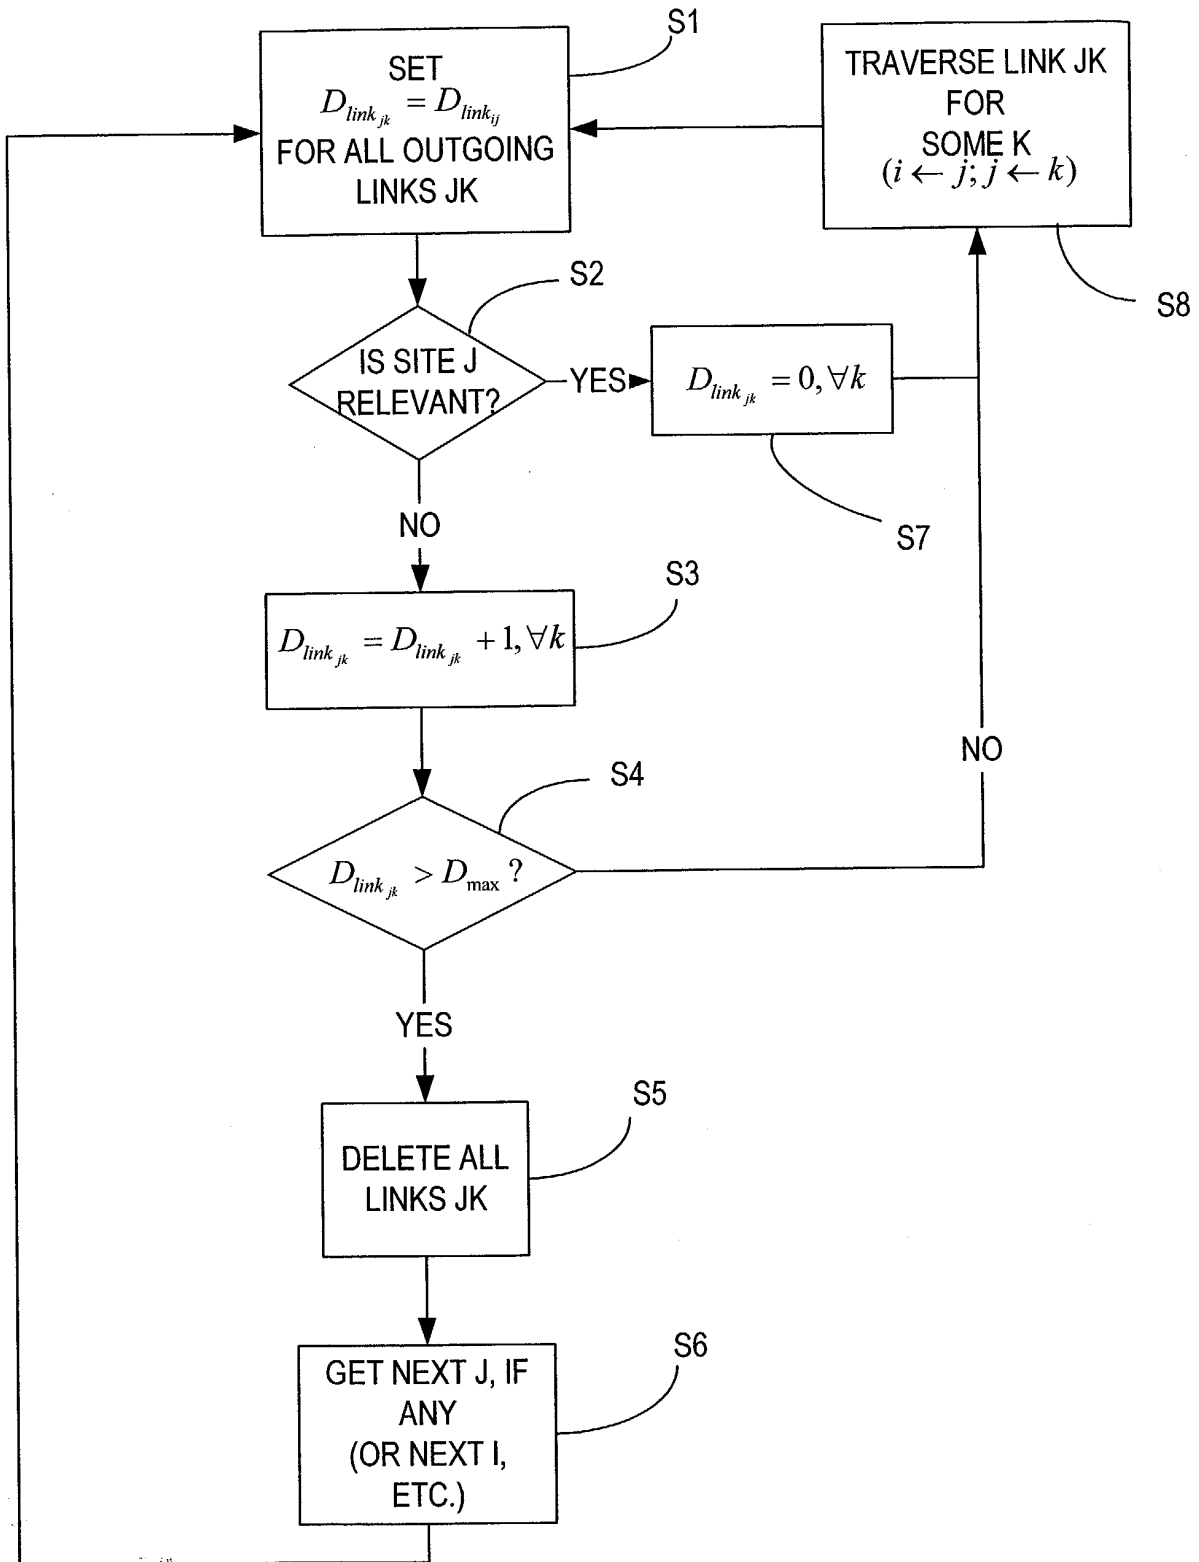 S1
SET
D_{link_{jk}} = D_{link_{ij}}
FOR ALL OUTGOING
LINKS JK
TRAVERSE LINK JK
FOR
SOME K
(i ← j; j ← k)
S8
S2
IS SITE J
RELEVANT?
YES
D_{link_{jk}} = 0, ∀k
S7
NO
S3
D_{link_{jk}} = D_{link_{jk}} + 1, ∀k
NO
S4
D_{link_{jk}} > D_{max} ?
YES
S5
DELETE ALL
LINKS JK
S6
GET NEXT J, IF
ANY
(OR NEXT I,
ETC.)